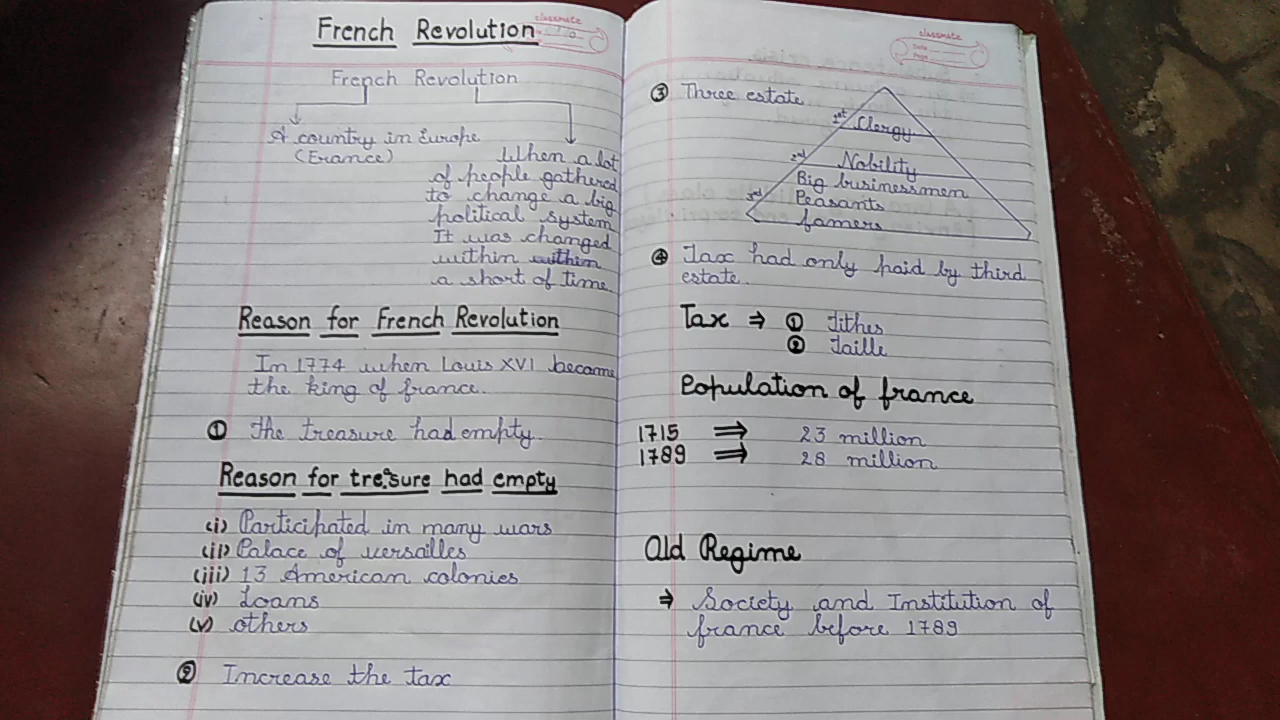 classmate
French Revolution
French Revolution
A country in Europe
(France)
When a lot
of people gathered
to change a big
political system
It was changed
within within
a short of time
Reason for French Revolution
In 1774 when Louis XVI became
the king of france.
① the treasure had empty.
Reason for tresure had empty
(i) Participated in many wars
(ii) Palace of versailles
(iii) 13 American colonies
(iv) Loans
(v) others
② Increase the tax
classmate
Date
Page
③ Three estate
1st Clergy
2nd Nobility
Big businessmen
Peasants
3rd famers
④ Tax had only paid by third
estate.
Tax ⇒ ① Tithes
② Taille
Population of france
1715 ⇒ 23 million
1789 ⇒ 28 million
Old Regime
⇒ Society and Institution of
france before 1789